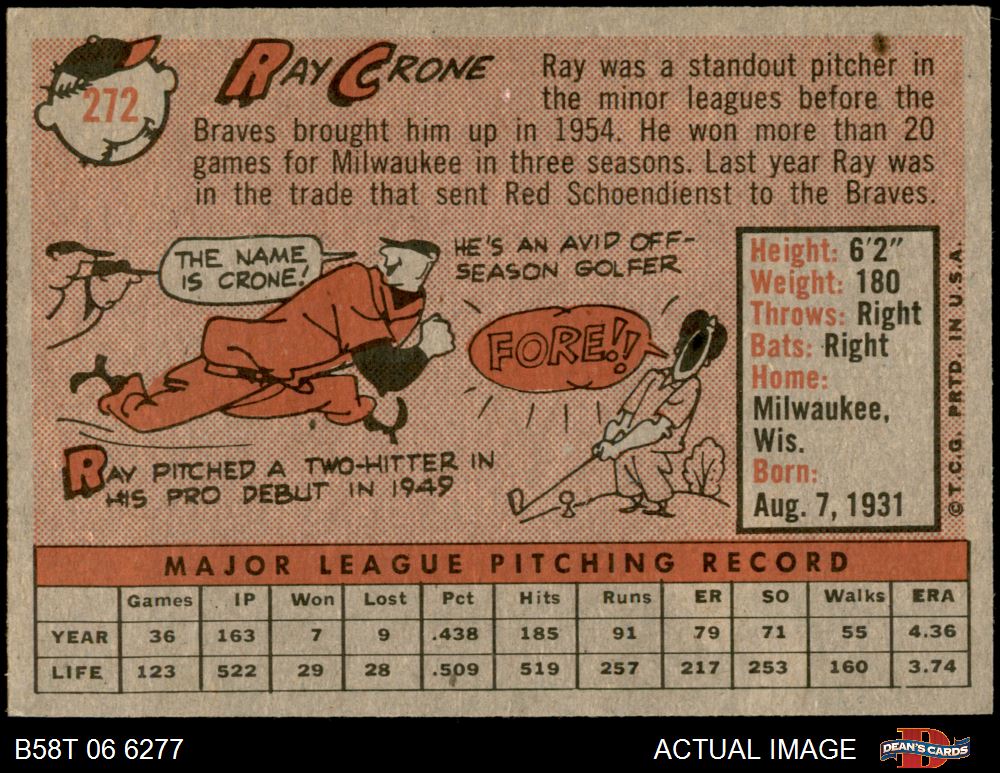 272
RAY CRONE
Ray was a standout pitcher in
the minor leagues before the
Braves brought him up in 1954. He won more than 20
games for Milwaukee in three seasons. Last year Ray was
in the trade that sent Red Schoendienst to the Braves.
THE NAME
IS CRONE!
HE'S AN AVID OFF-
SEASON GOLFER
FORE!!
RAY PITCHED A TWO-HITTER IN
HIS PRO DEBUT IN 1949
Height: 6'2"
Weight: 180
Throws: Right
Bats: Right
Home:
Milwaukee,
Wis.
Born:
Aug. 7, 1931
© T.C.G. PRTD. IN U.S.A.
MAJOR LEAGUE PITCHING RECORD
Games IP Won Lost Pct Hits Runs ER SO Walks ERA
YEAR 36 163 7 9 .438 185 91 79 71 55 4.36
LIFE 123 522 29 28 .509 519 257 217 253 160 3.74
B58T 06 6277
ACTUAL IMAGE
DEAN'S CARDS